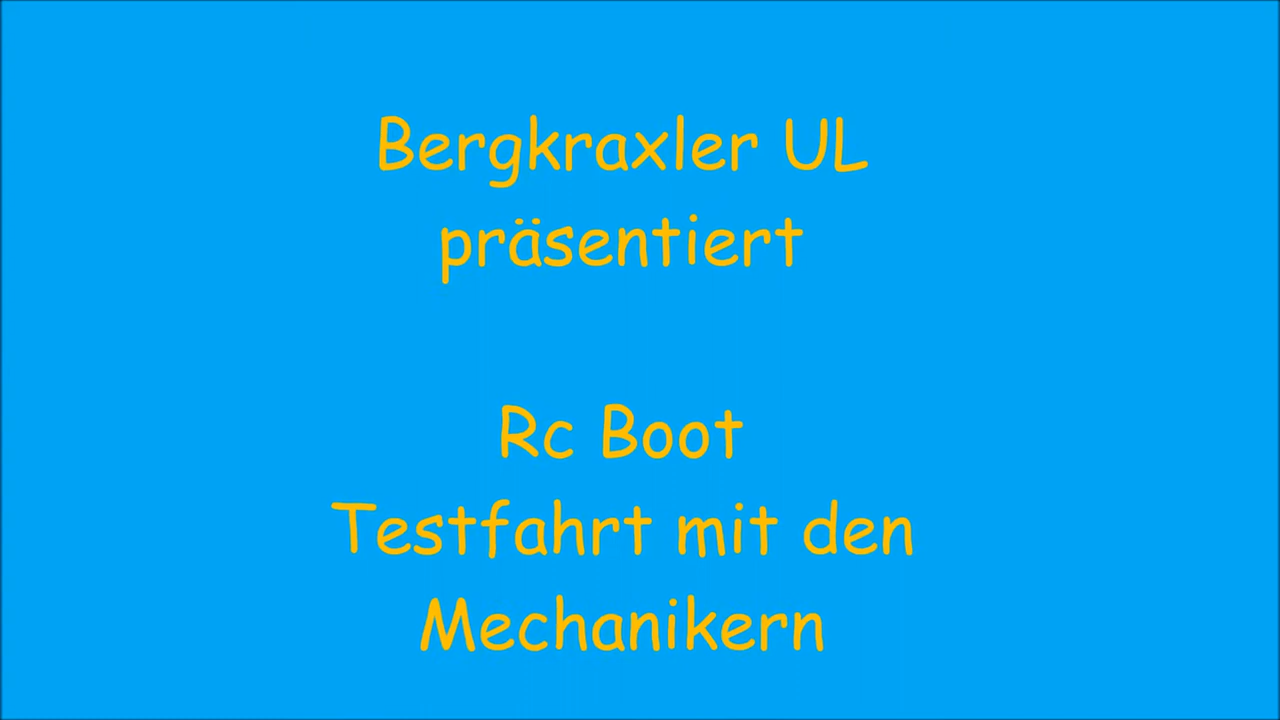 Bergkraxler UL
präsentiert
Rc Boot
Testfahrt mit den
Mechanikern